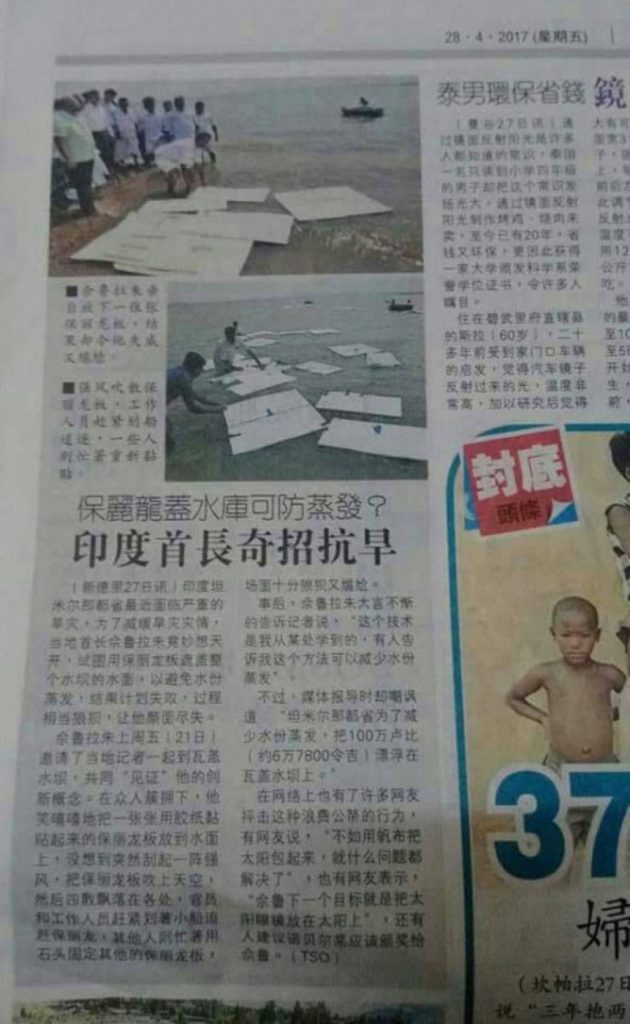 28·4·2017(星期五)
■佘鲁拉朱亲
自放下一张张
保丽龙板，结
果却令他失威
又尴尬。
■强风吹散保
丽龙板，工作
人员赶紧划船
追逐，一些人
则忙着重新黏
贴。
保麗龍蓋水庫可防蒸發？
印度首長奇招抗旱
（新德里27日讯）印度坦
米尔那都省最近面临严重的
旱灾，为了减缓旱灾灾情，
当地首长佘鲁拉朱竟妙想天
开，试图用保丽龙板遮盖整
个水坝的水面，以避免水份
蒸发，结果计划失败，过程
相当狼狈，让他颜面尽失。
佘鲁拉朱上周五（21日）
邀请了当地记者一起到瓦盖
水坝，共同“见证”他的创
新概念。在众人簇拥下，他
笑嘻嘻地把一张张用胶纸黏
贴起来的保丽龙板放到水面
上，没想到突然刮起一阵强
风，把保丽龙板吹上天空，
然后四散飘落在各处，官员
和工作人员赶紧划著小船追
赶保丽龙，其他人则忙著用
石头固定其他的保丽龙板，
场面十分狼狈又尴尬。
事后，佘鲁拉朱大言不惭
的告诉记者说，“这个技术
是我从某处学到的，有人告
诉我这个方法可以减少水份
蒸发”。
不过，媒体报导时却嘲讽
道 “坦米尔那都省为了减
少水份蒸发，把100万卢比
（约6万7800令吉）漂浮在
瓦盖水坝上。”
在网络上也有了许多网友
抨击这种浪费公帑的行为，
有网友说，“不如用帆布把
太阳包起来，就什么问题都
解决了”，也有网友表示，
“佘鲁下一个目标就是把太
阳眼镜放在太阳上”，还有
人建议诺贝尔奖应该颁奖给
佘鲁。（TSO）
泰男環保省錢 鏡
（曼谷27日讯）通
过镜面反射阳光是许多
人都知道的常识，泰国
一名只读到小学四年级
的男子却把这个常识发
扬光大，通过镜面反射
阳光制作烤鸡、烧肉来
卖，至今已有20年，省
钱又环保，更因此获得
一家大学颁发科学系荣
誉学位证书，令许多人
瞩目。
住在碧武里府直辖县
的斯拉（60岁），二十
多年前受到家门口车辆
的启发，觉得汽车镜子
反射过来的光，温度非
常高，加以研究后觉得
封底
頭條
37
婦
（坎帕拉27日
说“三年抱两